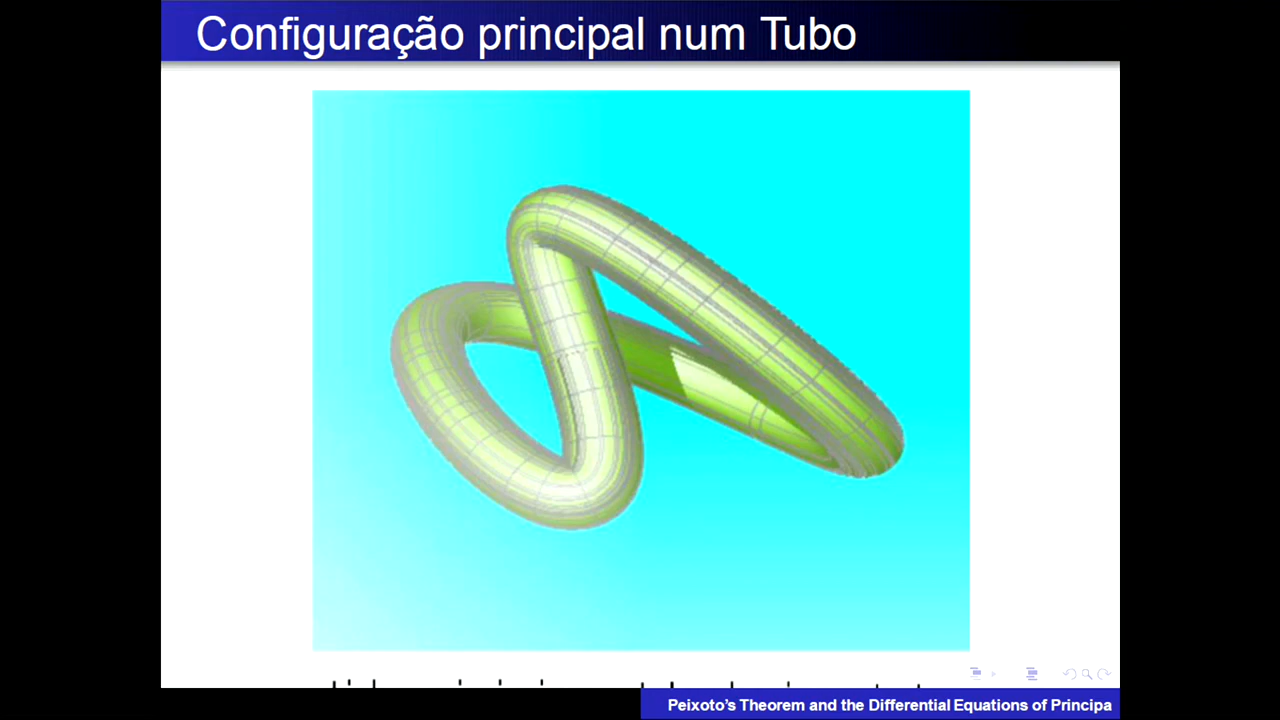 Configuração principal num Tubo
Peixoto's Theorem and the Differential Equations of Principa